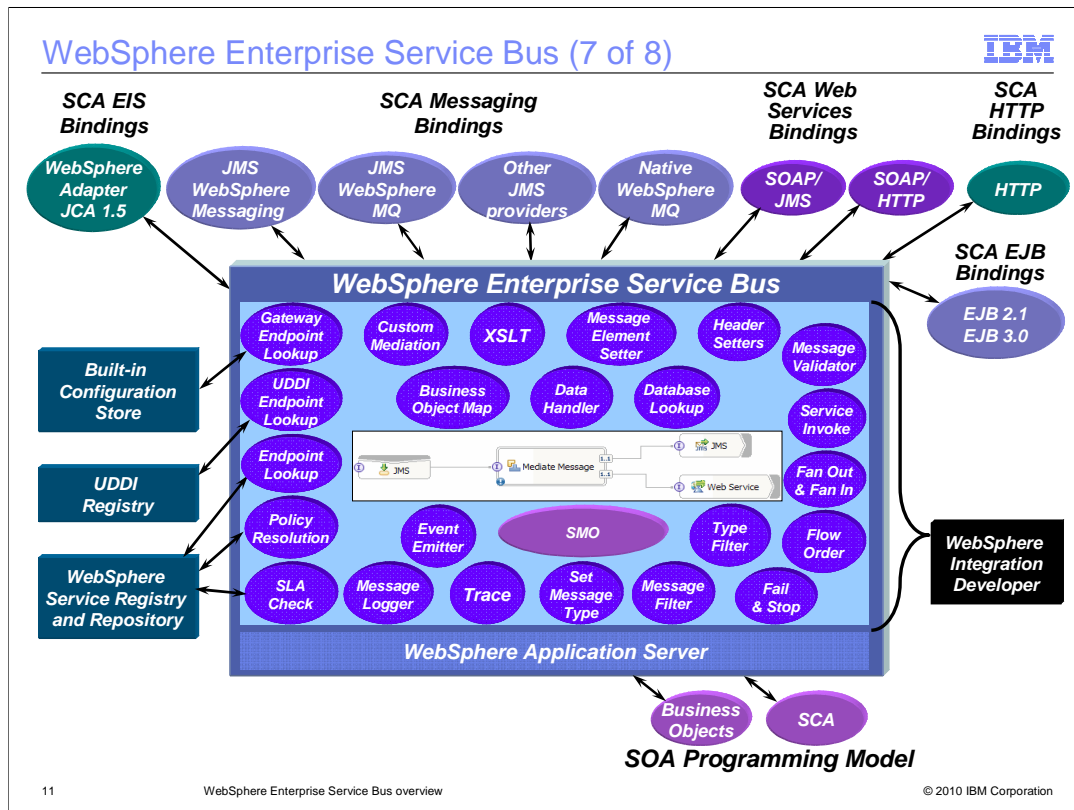 WebSphere Enterprise Service Bus (7 of 8)
IBM
SCA EIS
Bindings
SCA Messaging
Bindings
SCA Web
Services
Bindings
SCA
HTTP
Bindings
WebSphere
Adapter
JCA 1.5
JMS
WebSphere
Messaging
JMS
WebSphere
MQ
Other
JMS
providers
Native
WebSphere
MQ
SOAP/
JMS
SOAP/
HTTP
HTTP
SCA EJB
Bindings
EJB 2.1
EJB 3.0
WebSphere Enterprise Service Bus
Gateway
Endpoint
Lookup
Custom
Mediation
XSLT
Message
Element
Setter
Header
Setters
Message
Validator
Built-in
Configuration
Store
UDDI
Endpoint
Lookup
Business
Object Map
Data
Handler
Database
Lookup
Service
Invoke
JMS
Mediate Message
1..1
1..1
JMS
Web Service
UDDI
Registry
Endpoint
Lookup
Fan Out
& Fan In
Policy
Resolution
Event
Emitter
SMO
Type
Filter
Flow
Order
WebSphere
Integration
Developer
WebSphere
Service Registry
and Repository
SLA
Check
Message
Logger
Trace
Set
Message
Type
Message
Filter
Fail
& Stop
WebSphere Application Server
Business
Objects
SCA
SOA Programming Model
11
WebSphere Enterprise Service Bus overview
© 2010 IBM Corporation